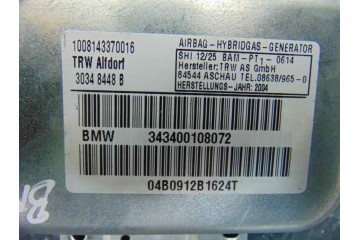 1008143370016
TRW Alfdorf
3034 8448 B
AIRBAG - HYBRIDGAS - GENERATOR
SHI 12/25 BAM - PT1 - 0614
Hersteller: TRW AS GmbH
84544 ASCHAU TEL.08638/965-0
HERSTELLUNGS-JAHR: 2004
BMW 343400108072
04B0912B1624T